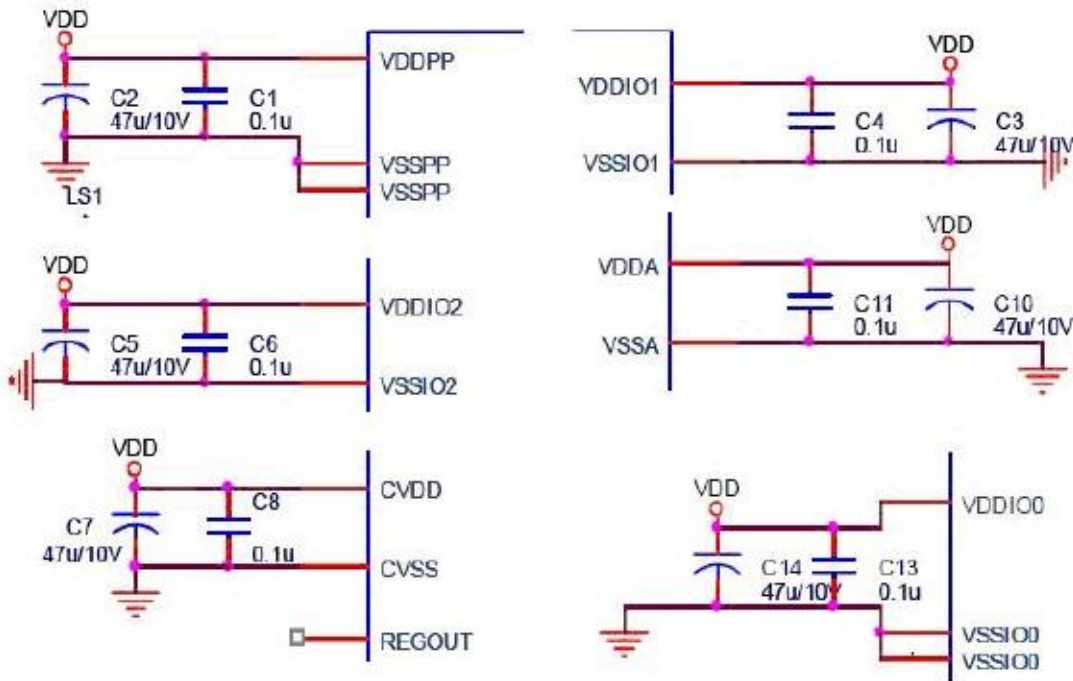 VDD
C2
47u/10V
C1
0.1u
VDDPP
VSSPP
VSSPP
LS1
VDD
VDDIO1
C4
0.1u
C3
47u/10V
VSSIO1
VDD
C5
47u/10V
C6
0.1u
VDDIO2
VSSIO2
VDD
VDDA
C11
0.1u
C10
47u/10V
VSSA
VDD
C7
47u/10V
C8
0.1u
CVDD
CVSS
REGOUT
VDD
C14
47u/10V
C13
0.1u
VDDIO0
VSSIO0
VSSIO0